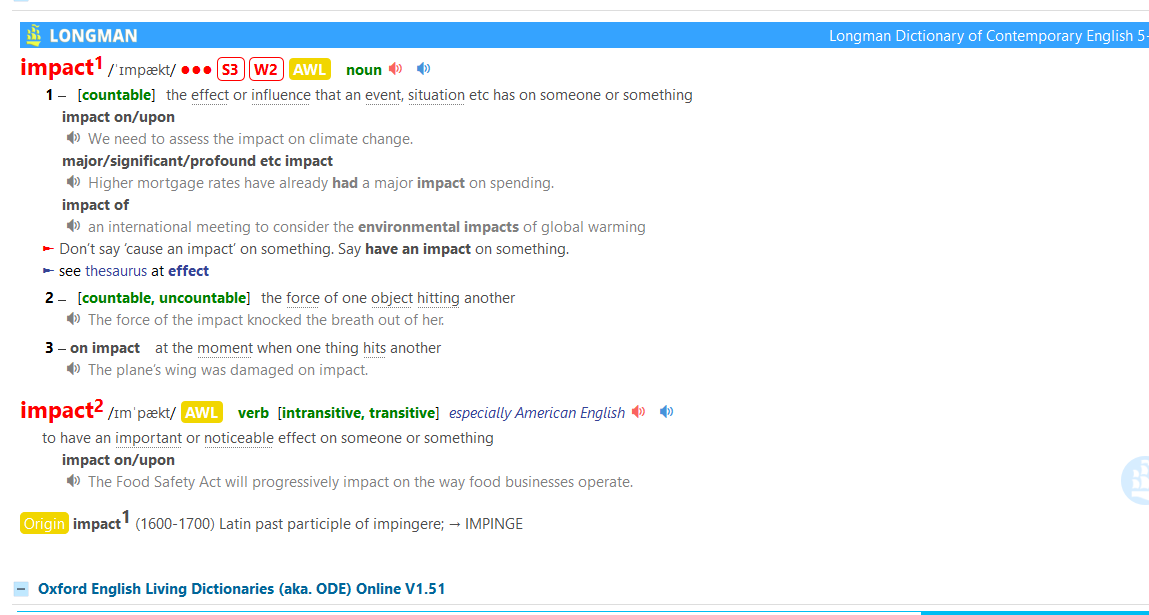 LONGMAN
Longman Dictionary of Contemporary English 5-
impact1 /ˈɪmpækt/ ●●● S3 W2 AWL noun
1 – [countable] the effect or influence that an event, situation etc has on someone or something
impact on/upon
We need to assess the impact on climate change.
major/significant/profound etc impact
Higher mortgage rates have already had a major impact on spending.
impact of
an international meeting to consider the environmental impacts of global warming
► Don’t say ‘cause an impact’ on something. Say have an impact on something.
► see thesaurus at effect
2 – [countable, uncountable] the force of one object hitting another
The force of the impact knocked the breath out of her.
3 – on impact at the moment when one thing hits another
The plane’s wing was damaged on impact.
impact2 /ɪmˈpækt/ AWL verb [intransitive, transitive] especially American English
to have an important or noticeable effect on someone or something
impact on/upon
The Food Safety Act will progressively impact on the way food businesses operate.
Origin impact1 (1600-1700) Latin past participle of impingere; → IMPINGE
Oxford English Living Dictionaries (aka. ODE) Online V1.51